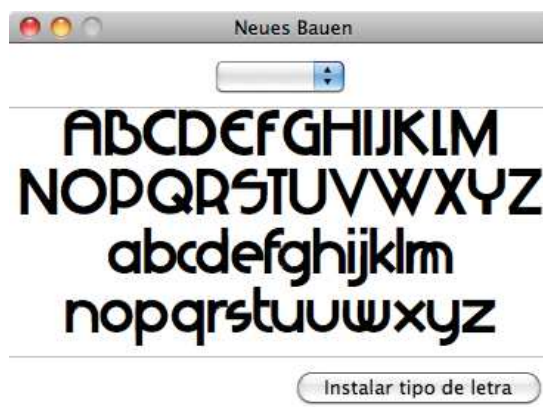 Neues Bauen
ABCDEFGHIJKLM
NOPQRSTUVWXYZ
abcdefghijklm
nopqrstuvwxyz
Instalar tipo de letra